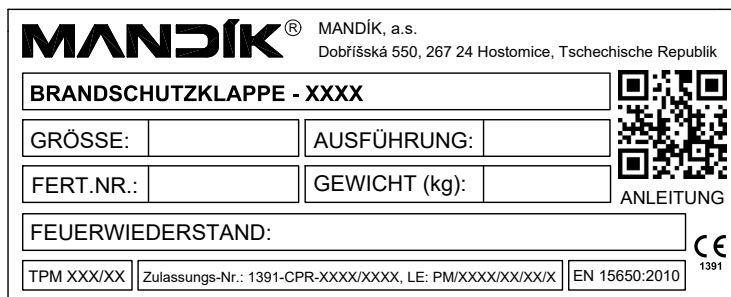 MANDÍK® MANDÍK, a.s.
Dobříšská 550, 267 24 Hostomice, Tschechische Republik
BRANDSCHUTZKLAPPE - XXXX
GRÖSSE: AUSFÜHRUNG:
FERT.NR.: GEWICHT (kg):
ANLEITUNG
FEUERWIEDERSTAND:
CE
1391
TPM XXX/XX Zulassungs-Nr.: 1391-CPR-XXXX/XXXX, LE: PM/XXXX/XX/XX/X EN 15650:2010